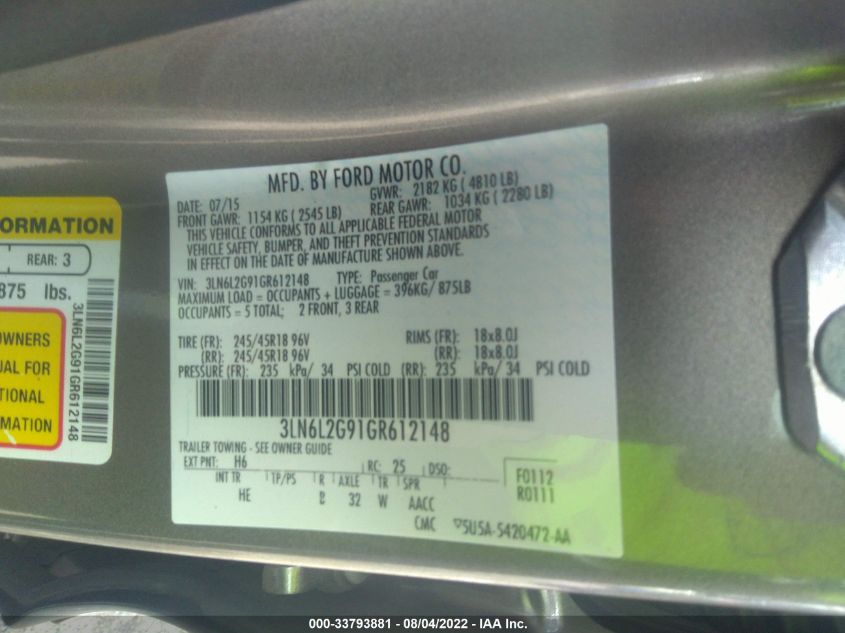 MFD. BY FORD MOTOR CO.
DATE: 07/15 GVWR: 2182 KG ( 4810 LB)
FRONT GAWR: 1154 KG ( 2545 LB) REAR GAWR: 1034 KG ( 2280 LB)
THIS VEHICLE CONFORMS TO ALL APPLICABLE FEDERAL MOTOR
VEHICLE SAFETY, BUMPER, AND THEFT PREVENTION STANDARDS
IN EFFECT ON THE DATE OF MANUFACTURE SHOWN ABOVE.
VIN: 3LN6L2G91GR612148 TYPE: Passenger Car
MAXIMUM LOAD = OCCUPANTS + LUGGAGE = 396KG/ 875LB
OCCUPANTS = 5 TOTAL; 2 FRONT, 3 REAR
TIRE (FR): 245/45R18 96V RIMS (FR): 18x8.0J
(RR): 245/45R18 96V (RR): 18x8.0J
PRESSURE (FR): 235 kPa/ 34 PSI COLD (RR): 235 kPa/ 34 PSI COLD
3LN6L2G91GR612148
TRAILER TOWING - SEE OWNER GUIDE
EXT PNT: H6 RC: 25 DSO:
INT TR TP/PS R AXLE TR SPR
HE 32 W AACC
F0112
R0111
CMC 5U5A-5420472-AA
ORMATION
REAR: 3
875 lbs.
OWNERS
UAL FOR
TIONAL
MATION
3LN6L2G91GR612148
000-33793881 - 08/04/2022 - IAA Inc.